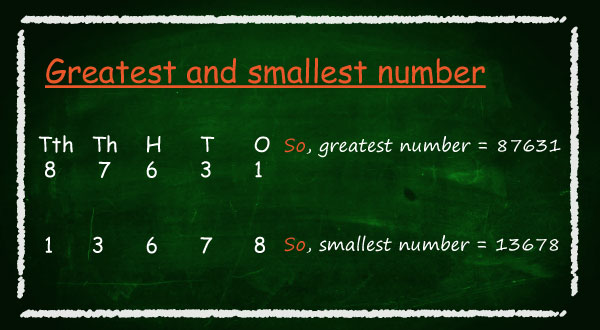 Greatest and smallest number
Tth Th H T O So, greatest number = 87631
8 7 6 3 1
1 3 6 7 8 So, smallest number = 13678